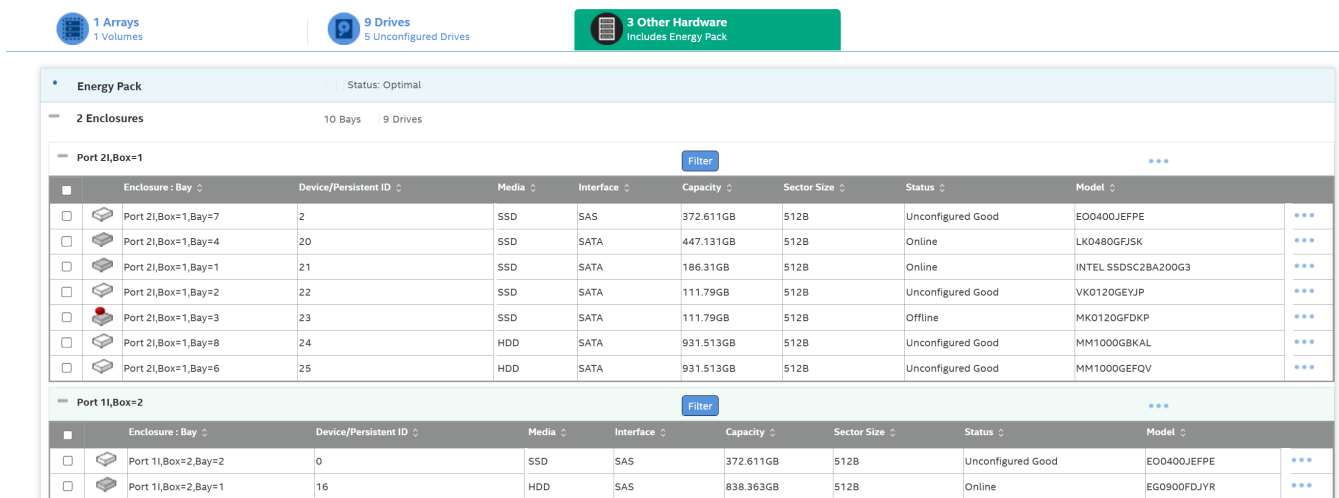 1 Arrays
1 Volumes
9 Drives
5 Unconfigured Drives
3 Other Hardware
Includes Energy Pack
Energy Pack Status: Optimal
2 Enclosures 10 Bays 9 Drives
Port 2I,Box=1 Filter
Enclosure : Bay Device/Persistent ID Media Interface Capacity Sector Size Status Model
Port 2I,Box=1,Bay=7 2 SSD SAS 372.611GB 512B Unconfigured Good EO0400JEFPE
Port 2I,Box=1,Bay=4 20 SSD SATA 447.131GB 512B Online LK0480GFJSK
Port 2I,Box=1,Bay=1 21 SSD SATA 186.31GB 512B Online INTEL SSDSC2BA200G3
Port 2I,Box=1,Bay=2 22 SSD SATA 111.79GB 512B Unconfigured Good VK0120GEYJP
Port 2I,Box=1,Bay=3 23 SSD SATA 111.79GB 512B Offline MK0120GFDKP
Port 2I,Box=1,Bay=8 24 HDD SATA 931.513GB 512B Unconfigured Good MM1000GBKAL
Port 2I,Box=1,Bay=6 25 HDD SATA 931.513GB 512B Unconfigured Good MM1000GEFQV
Port 1I,Box=2 Filter
Enclosure : Bay Device/Persistent ID Media Interface Capacity Sector Size Status Model
Port 1I,Box=2,Bay=2 0 SSD SAS 372.611GB 512B Unconfigured Good EO0400JEFPE
Port 1I,Box=2,Bay=1 16 HDD SAS 838.363GB 512B Online EG0900FDJYR